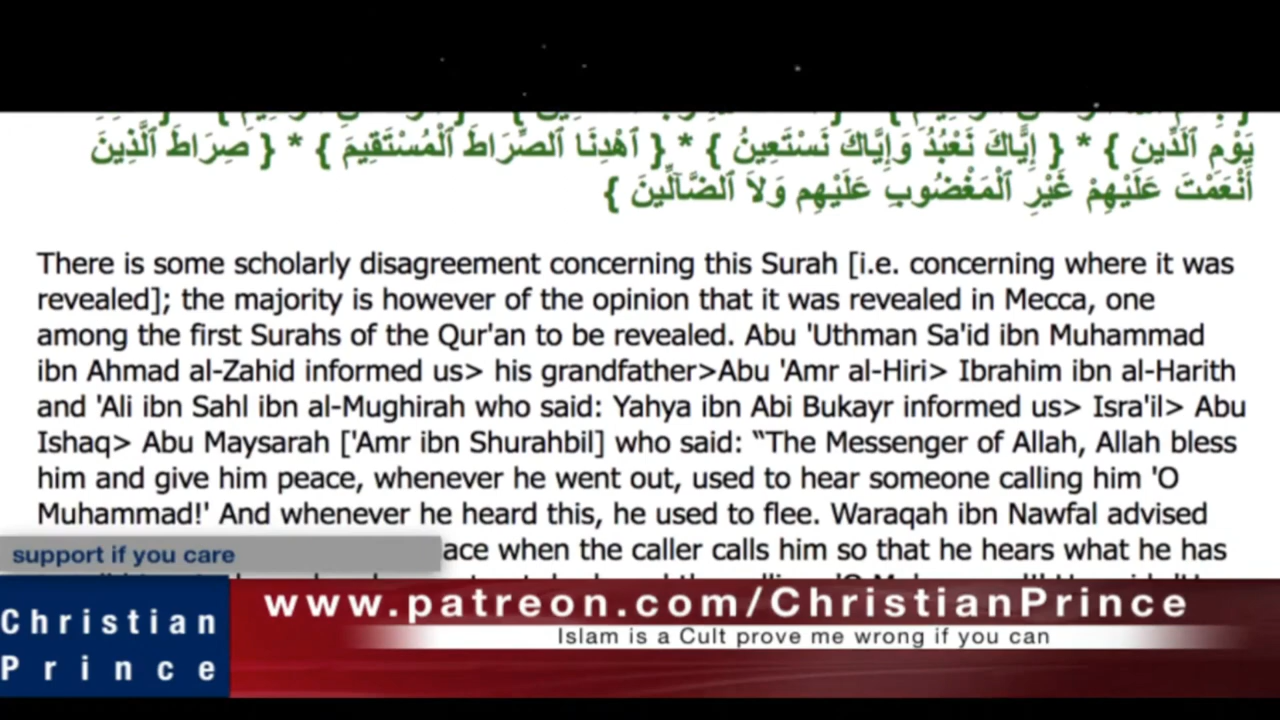 يَوْمِ ٱلدِّينِ } * { إِيَّاكَ نَعْبُدُ وَإِيَّاكَ نَسْتَعِينُ } * { ٱهْدِنَا ٱلصِّرَاطَ ٱلْمُسْتَقِيمَ } * { صِرَاطَ ٱلَّذِينَ
أَنْعَمْتَ عَلَيْهِمْ غَيْرِ ٱلْمَغْضُوبِ عَلَيْهِم وَلاَ ٱلضَّآلِّينَ }
There is some scholarly disagreement concerning this Surah [i.e. concerning where it was
revealed]; the majority is however of the opinion that it was revealed in Mecca, one
among the first Surahs of the Qur'an to be revealed. Abu 'Uthman Sa'id ibn Muhammad
ibn Ahmad al-Zahid informed us> his grandfather>Abu 'Amr al-Hiri> Ibrahim ibn al-Harith
and 'Ali ibn Sahl ibn al-Mughirah who said: Yahya ibn Abi Bukayr informed us> Isra'il> Abu
Ishaq> Abu Maysarah ['Amr ibn Shurahbil] who said: “The Messenger of Allah, Allah bless
him and give him peace, whenever he went out, used to hear someone calling him 'O
Muhammad!' And whenever he heard this, he used to flee. Waraqah ibn Nawfal advised
ace when the caller calls him so that he hears what he has
support if you care
Christian
Prince
www.patreon.com/ChristianPrince
Islam is a Cult prove me wrong if you can